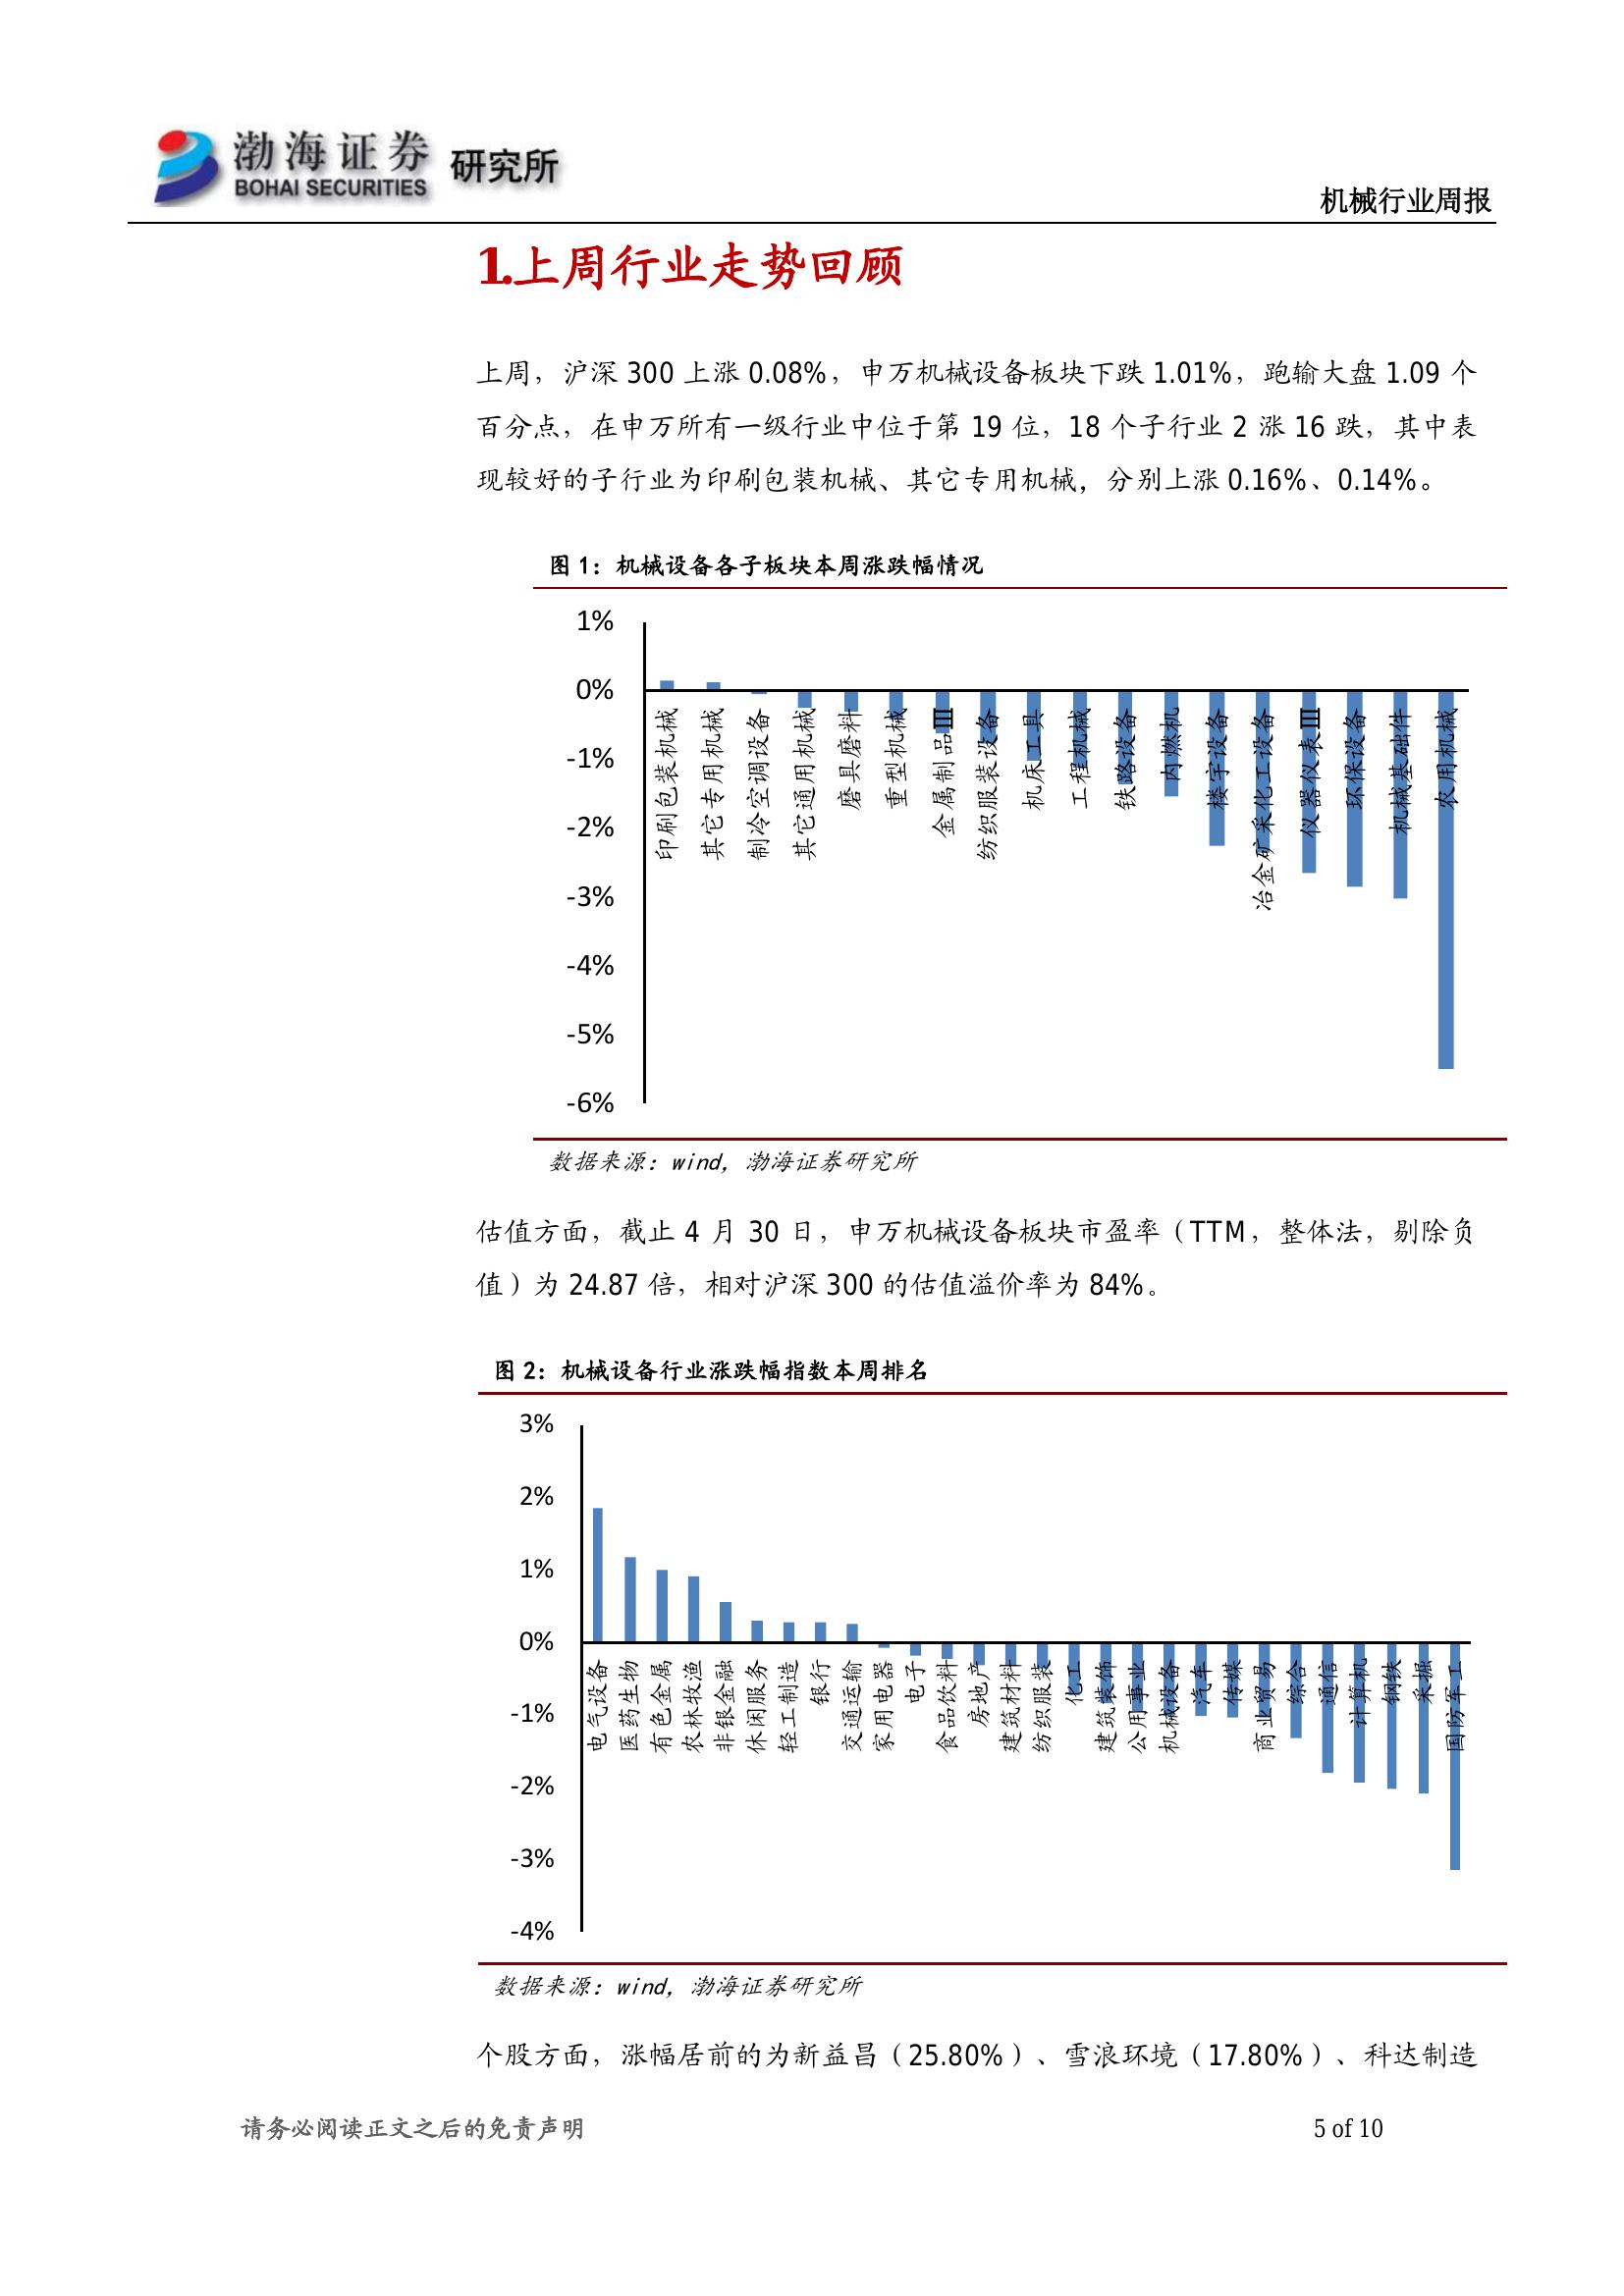 渤海证券 研究所
BOHAI SECURITIES
机械行业周报
1.上周行业走势回顾
上周，沪深 300 上涨 0.08%，申万机械设备板块下跌 1.01%，跑输大盘 1.09 个
百分点，在申万所有一级行业中位于第 19 位，18 个子行业 2 涨 16 跌，其中表
现较好的子行业为印刷包装机械、其它专用机械，分别上涨 0.16%、0.14%。
图 1：机械设备各子板块本周涨跌幅情况
1%
0%
-1%
-2%
-3%
-4%
-5%
-6%
印刷包装机械
其它专用机械
制冷空调设备
其它通用机械
磨具磨料
重型机械
金属制品Ⅲ
纺织服装设备
机床工具
工程机械
铁路设备
内燃机
楼宇设备
冶金矿采化工设备
仪器仪表Ⅲ
环保设备
机械基础件
农用机械
数据来源：wind，渤海证券研究所
估值方面，截止 4 月 30 日，申万机械设备板块市盈率（TTM，整体法，剔除负
值）为 24.87 倍，相对沪深 300 的估值溢价率为 84%。
图 2：机械设备行业涨跌幅指数本周排名
3%
2%
1%
0%
-1%
-2%
-3%
-4%
电气设备
医药生物
有色金属
农林牧渔
非银金融
休闲服务
轻工制造
银行
交通运输
家用电器
电子
食品饮料
房地产
建筑材料
纺织服装
化工
建筑装饰
公用事业
机械设备
汽车
传媒
商业贸易
综合
通信
计算机
钢铁
采掘
国防军工
数据来源：wind，渤海证券研究所
个股方面，涨幅居前的为新益昌（25.80%）、雪浪环境（17.80%）、科达制造
请务必阅读正文之后的免责声明
5 of 10